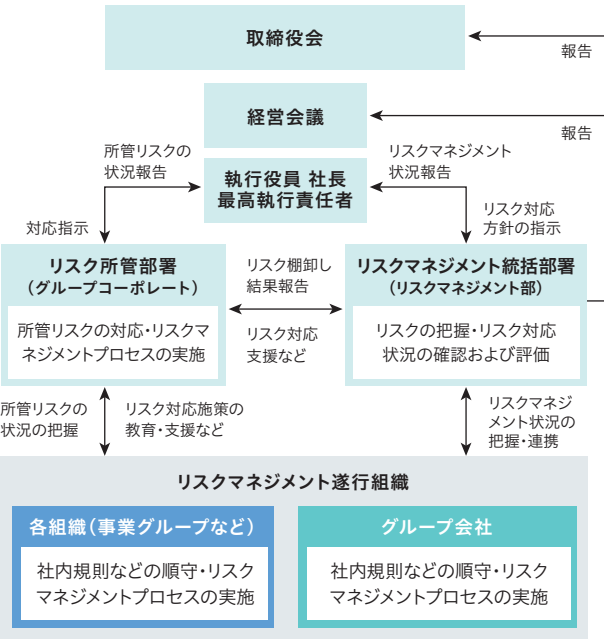 取締役会
報告
経営会議
報告
所管リスクの
状況報告
執行役員 社長
最高執行責任者
リスクマネジメント
状況報告
対応指示
リスク対応
方針の指示
リスク所管部署
（グループコーポレート）
所管リスクの対応・リスクマ
ネジメントプロセスの実施
リスク棚卸し
結果報告
リスク対応
支援など
リスクマネジメント統括部署
（リスクマネジメント部）
リスクの把握・リスク対応
状況の確認および評価
所管リスクの
状況の把握
リスク対応施策の
教育・支援など
リスクマネジ
メント状況の
把握・連携
リスクマネジメント遂行組織
各組織（事業グループなど）
社内規則などの順守・リスク
マネジメントプロセスの実施
グループ会社
社内規則などの順守・リスク
マネジメントプロセスの実施